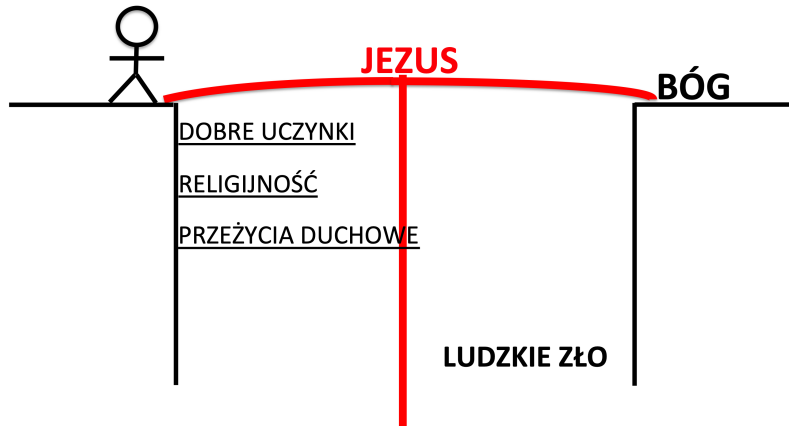 JEZUS
BÓG
DOBRE UCZYNKI
RELIGIJNOŚĆ
PRZEŻYCIA DUCHOWE
LUDZKIE ZŁO